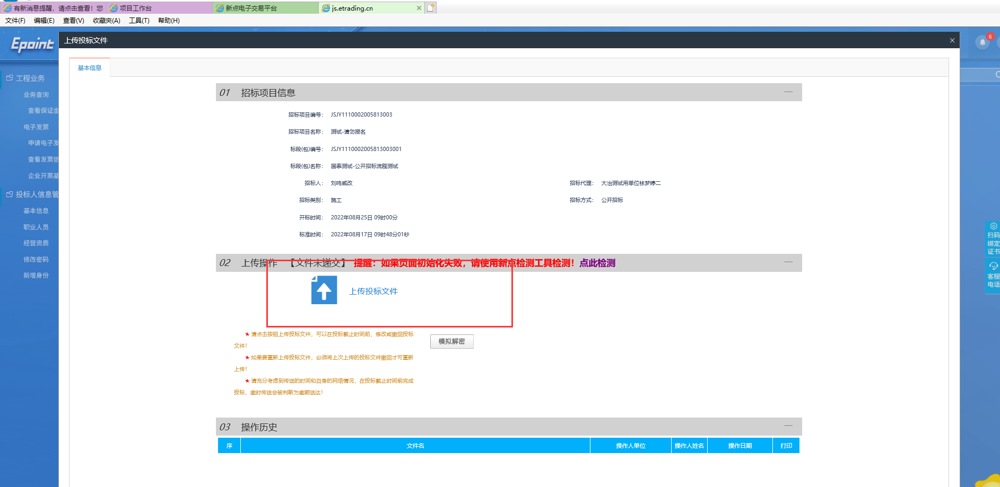 有新消息提醒，请点击查看！您
项目工作台
新点电子交易平台
js.etrading.cn
文件(F) 编辑(E) 查看(V) 收藏夹(A) 工具(T) 帮助(H)
Epoint
上传投标文件
6
基本信息
工程业务
业务查询
查看保证金
电子发票
申请电子发
查看发票信
企业开票基
投标人信息管
基本信息
职业人员
经营资质
修改密码
新增身份
01 招标项目信息
招标项目编号： JSJY1110002005813003
招标项目名称： 测试-请勿报名
标段(包)编号： JSJY1110002005813003001
标段(包)名称： 国泰测试-公开招标流程测试
招标人： 刘鸣威改 招标代理： 大冶测试用单位林梦婷二
招标类别： 施工 招标方式： 公开招标
开标时间： 2022年08月25日 09时00分
标准时间： 2022年08月17日 09时48分01秒
02 上传操作 【文件未递交】 提醒：如果页面初始化失败，请使用新点检测工具检测！点此检测
上传投标文件
★ 请点击按钮上传投标文件，可以在投标截止时间前，修改或撤回投标
文件！
★ 如果要重新上传投标文件，必须将上次上传的投标文件撤回才可重新
上传！
★ 请充分考虑到传送的时间和自身的网络情况，在投标截止时间前完成
投标，逾时传送会被判断为逾期送达！
模拟解密
03 操作历史
序 文件名 操作人单位 操作人姓名 操作日期 打印
扫码
绑定
证书
客服
电话